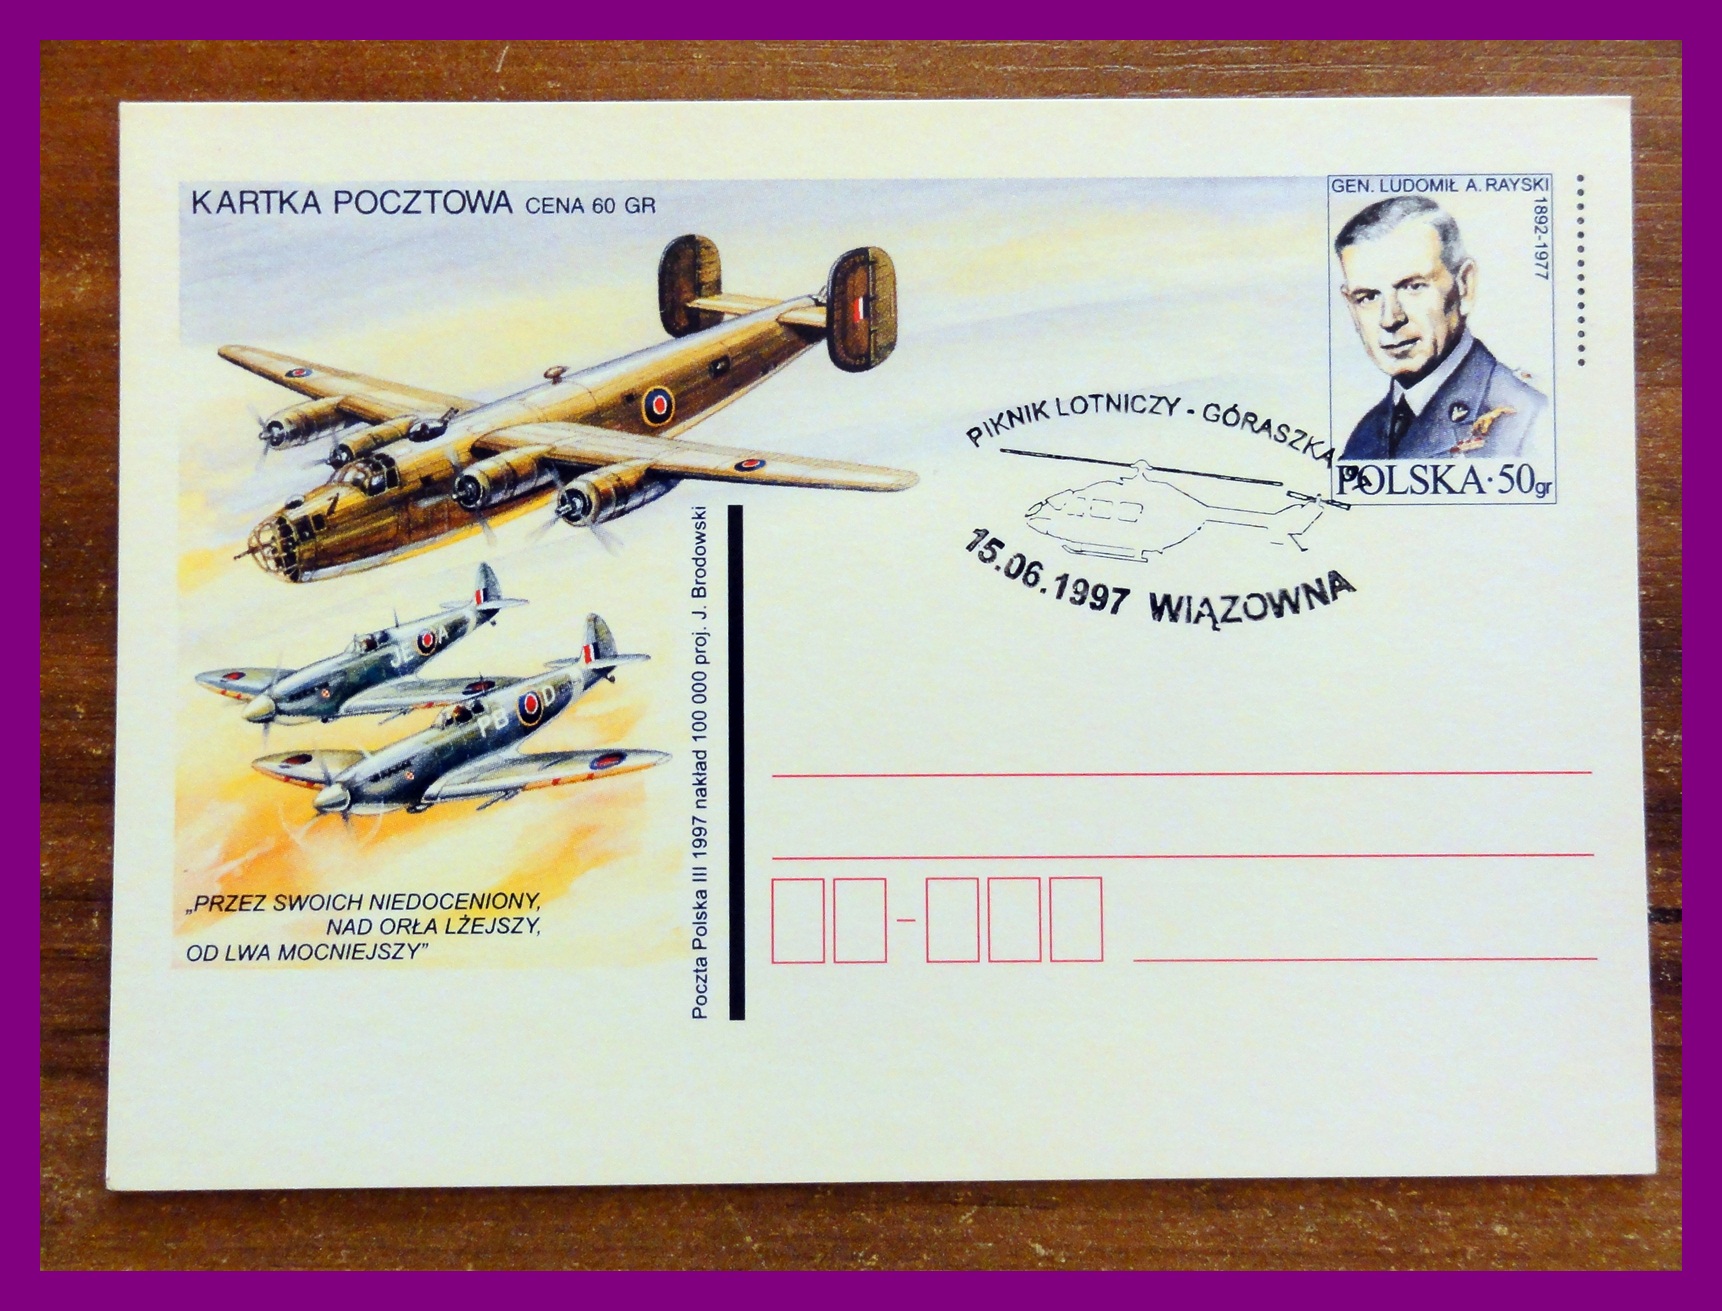 KARTKA POCZTOWA CENA 60 GR
GEN. LUDOMIŁ A. RAYSKI
1892-1977
POLSKA·50gr
PIKNIK LOTNICZY - GÓRASZKA
15.06.1997 WIĄZOWNA
JE A
PB D
Poczta Polska III 1997 nakład 100 000 proj. J. Brodowski
„PRZEZ SWOICH NIEDOCENIONY,
NAD ORŁA LŻEJSZY,
OD LWA MOCNIEJSZY”